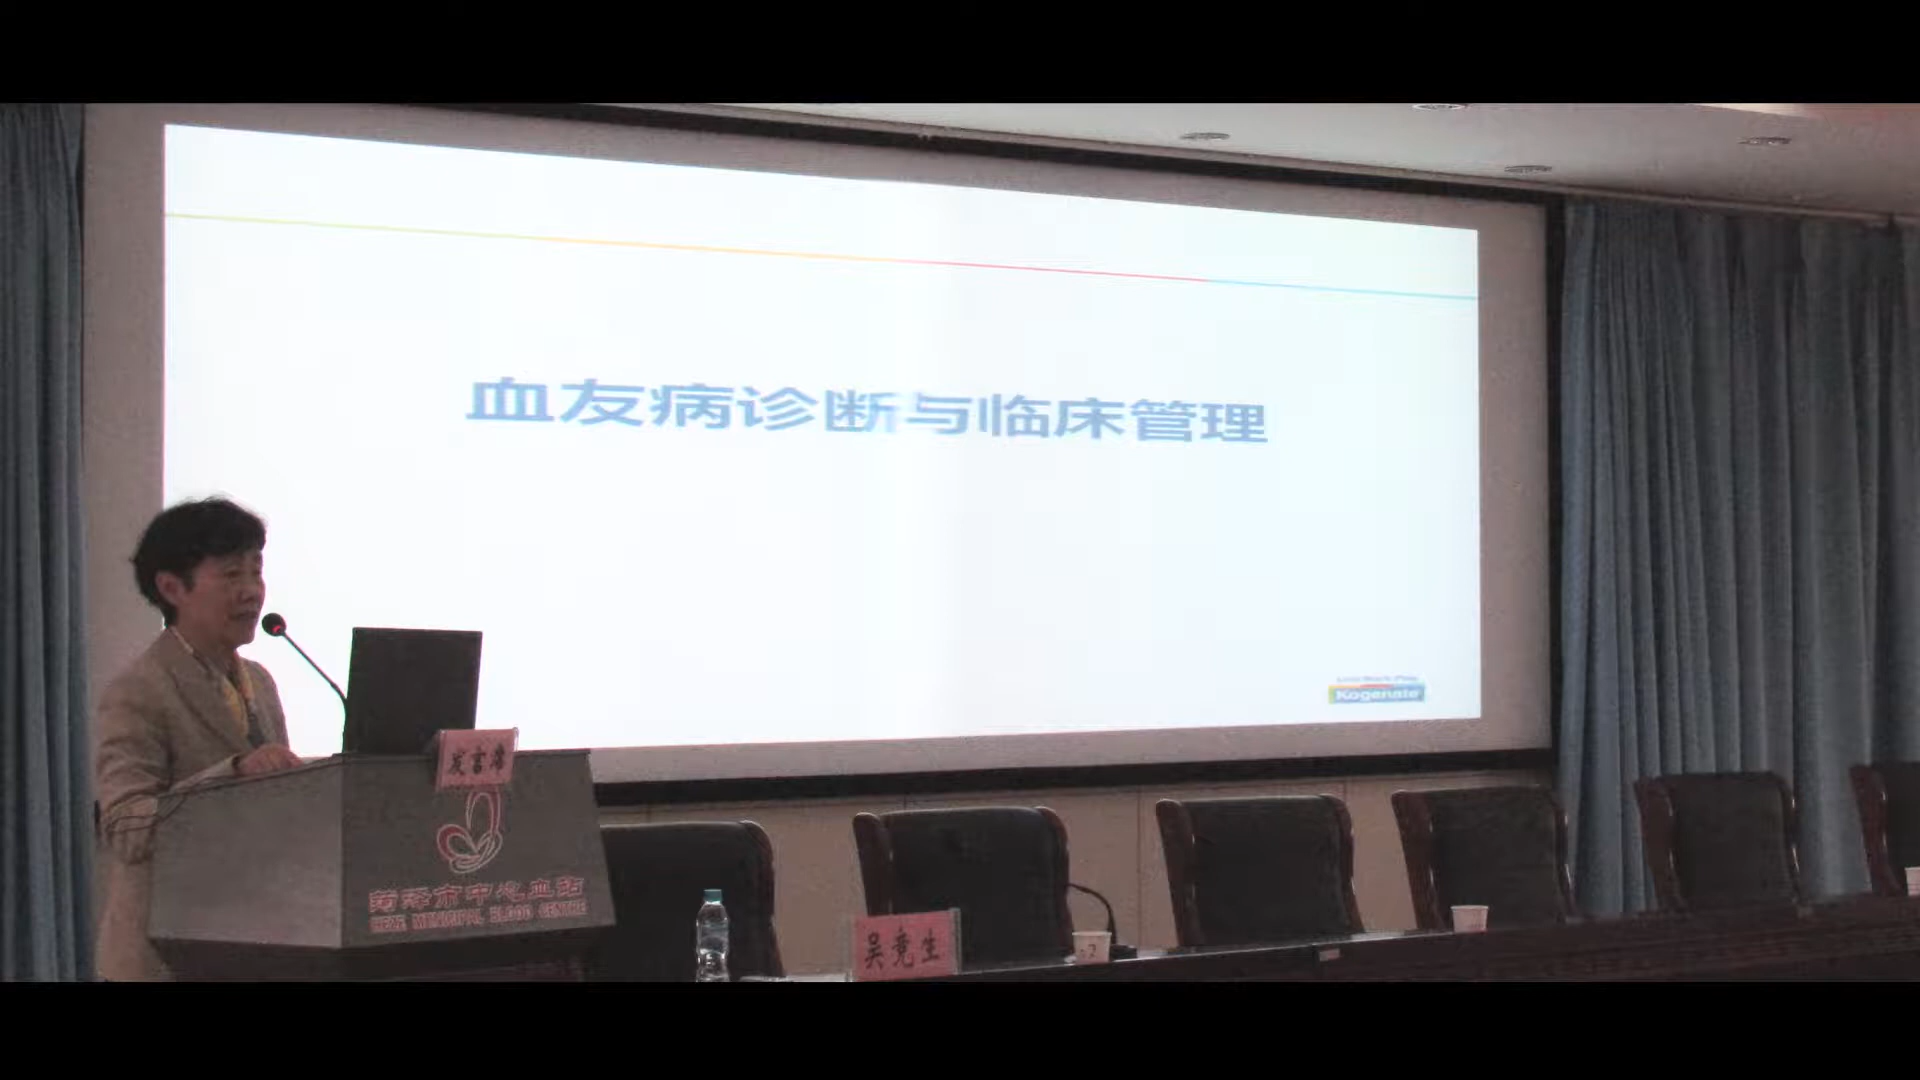 血友病诊断与临床管理
Kogenate
发言席
菏泽市中心血站
HEZE MUNICIPAL BLOOD CENTRE
吴竞生